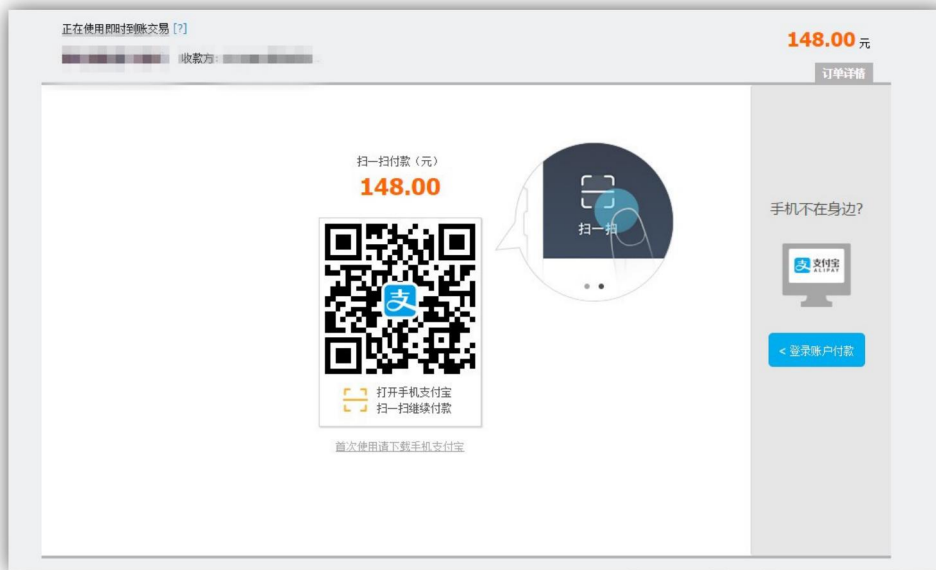 正在使用即时到账交易 [?]
收款方:
148.00 元
订单详情
扫一扫付款（元）
148.00
扫一扫
支
打开手机支付宝
扫一扫继续付款
首次使用请下载手机支付宝
手机不在身边?
支 支付宝
ALIPAY
< 登录账户付款